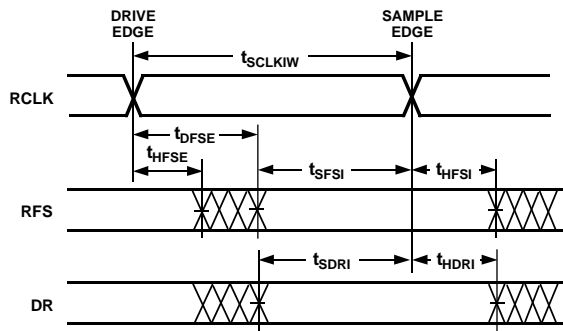 DRIVE
EDGE
SAMPLE
EDGE
tSCLKIW
RCLK
tDFSE
tHFSE
tSFSI
tHFSI
RFS
tSDRI
tHDRI
DR